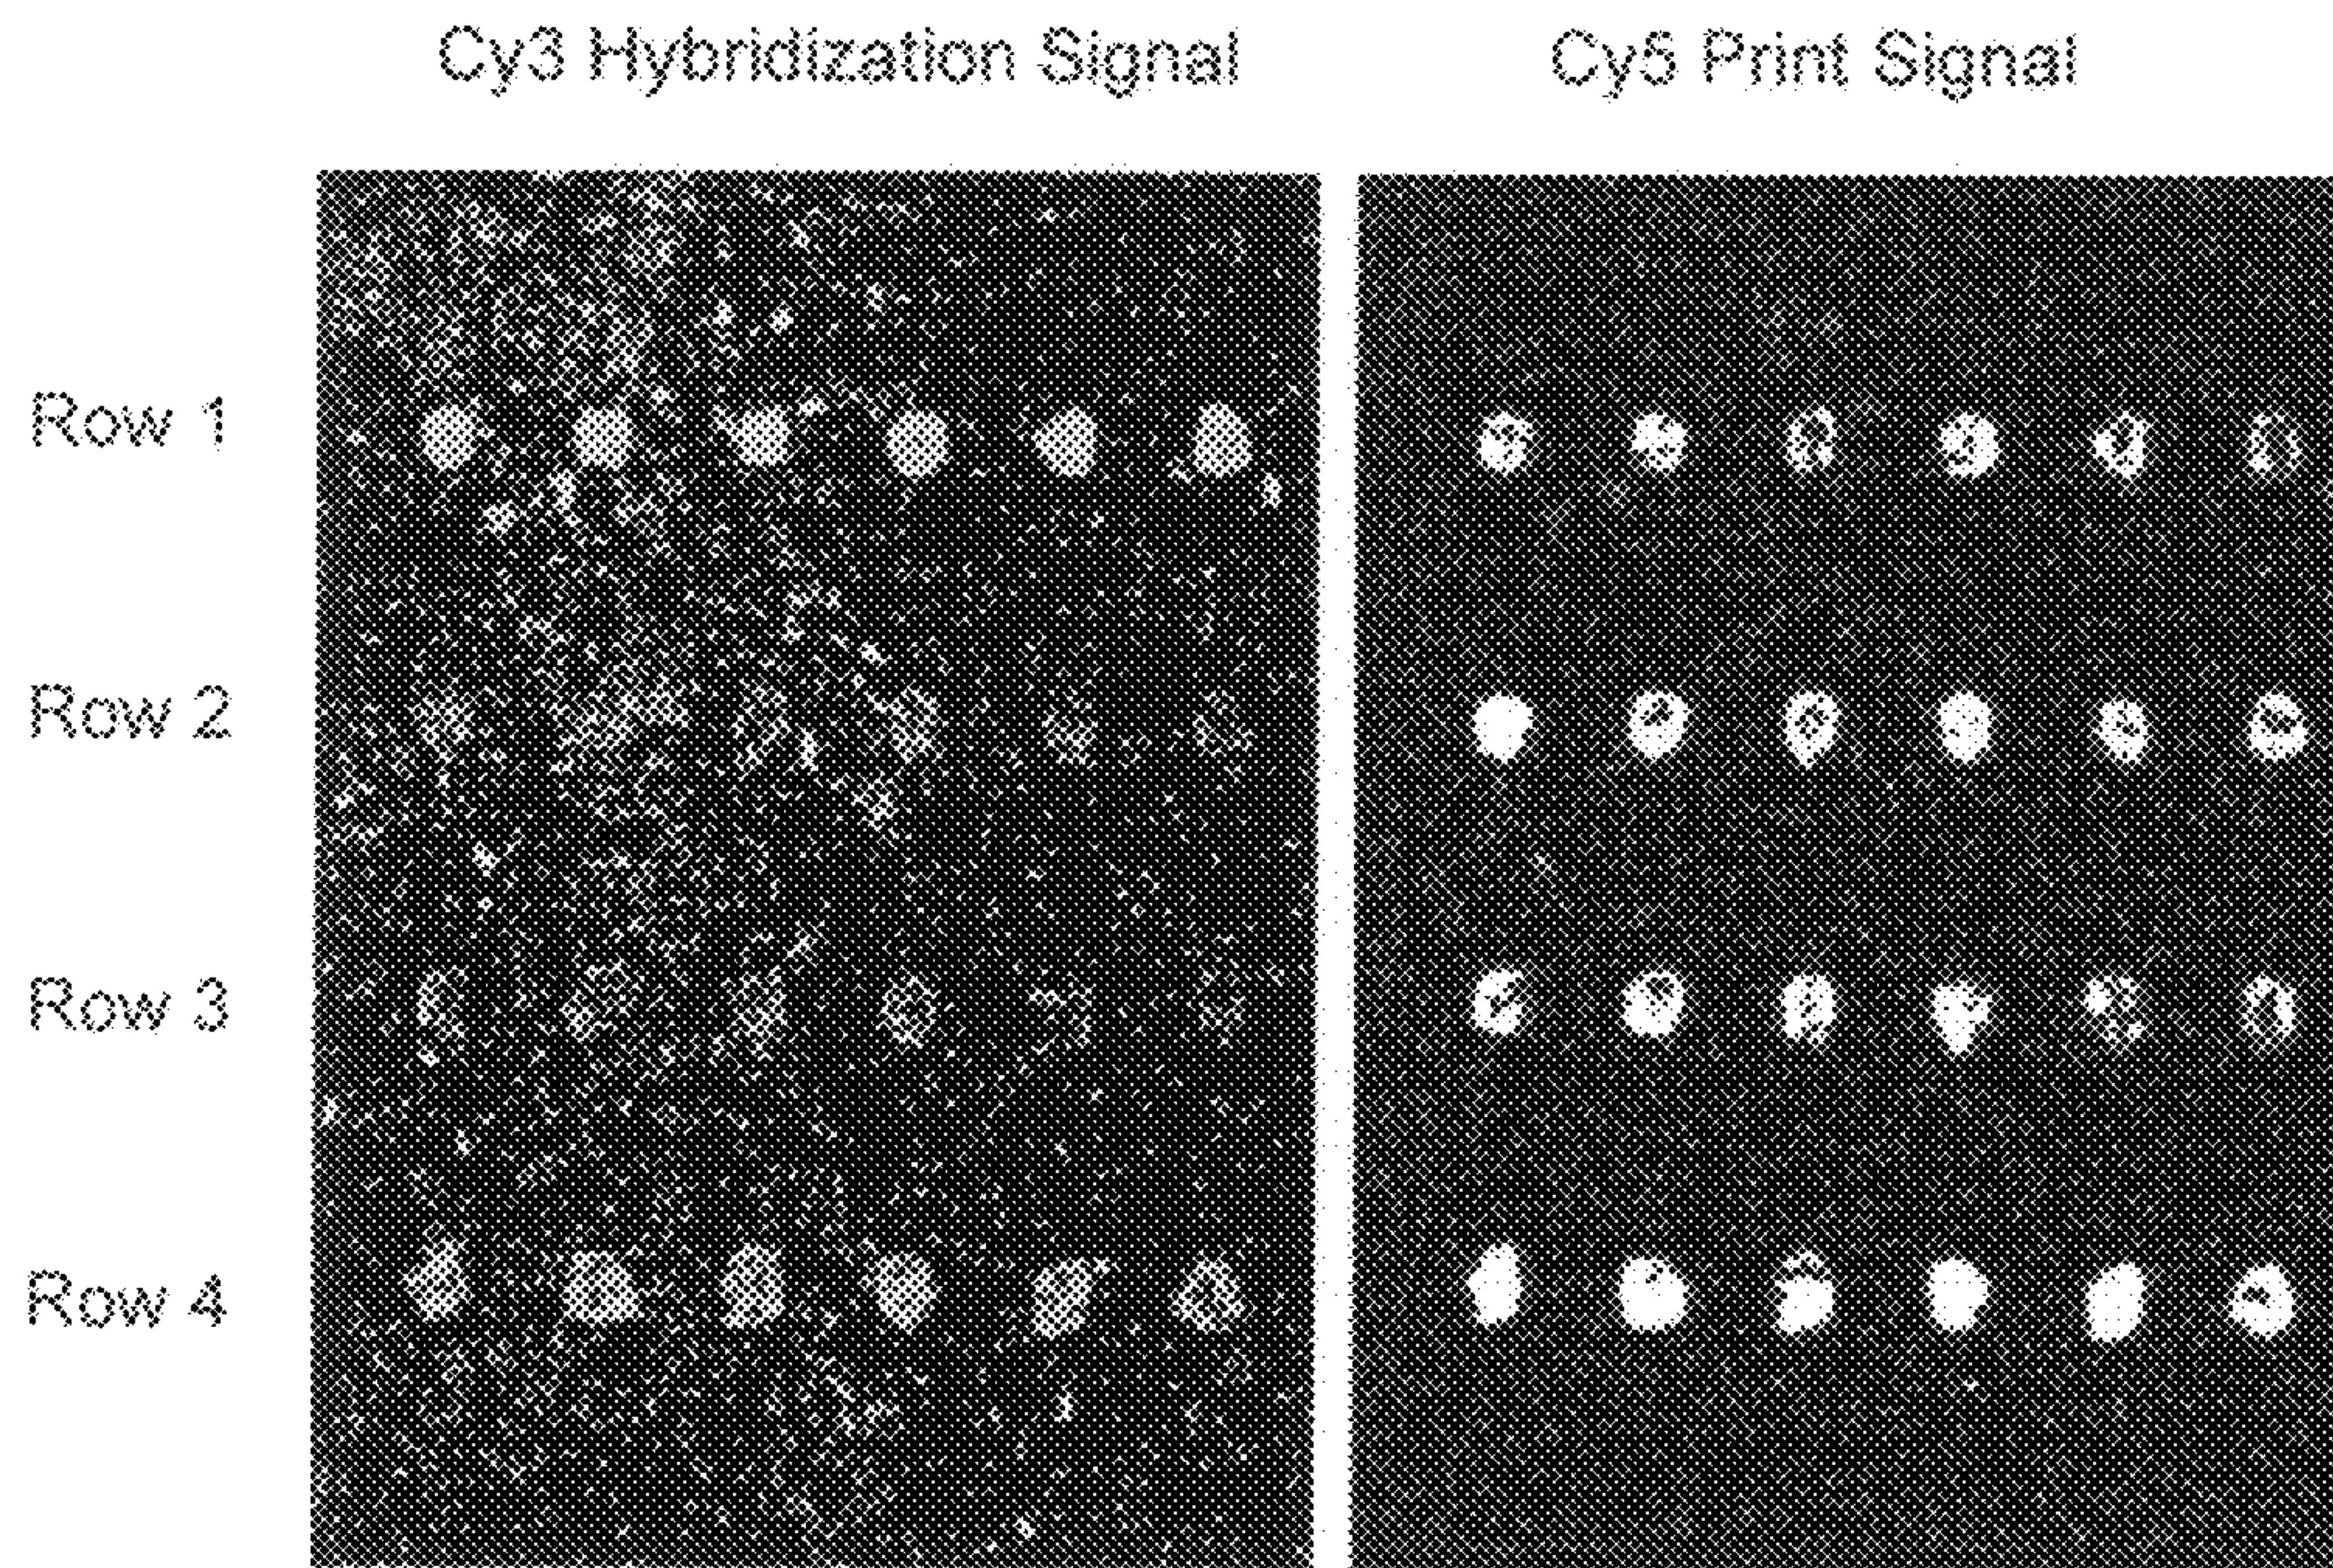 Cy3 Hybridization Signal Cy5 Print Signal
Row 1
Row 2
Row 3
Row 4